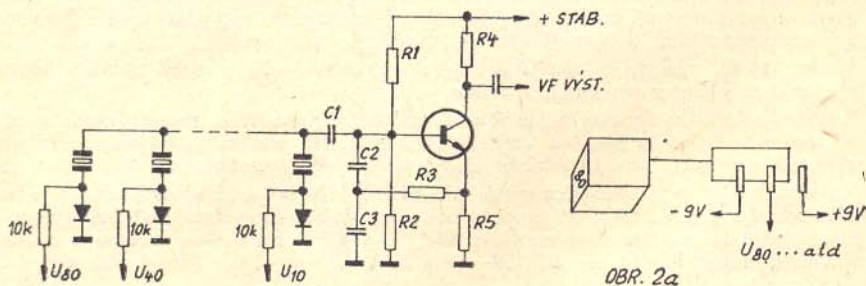 + STAB.
R1
R4
VF VÝST.
C1
C2
R3
C3
R2
R5
10k
10k
10k
U80
U40
U10
-9V
+9V
U80 ... atd
OBR. 2a